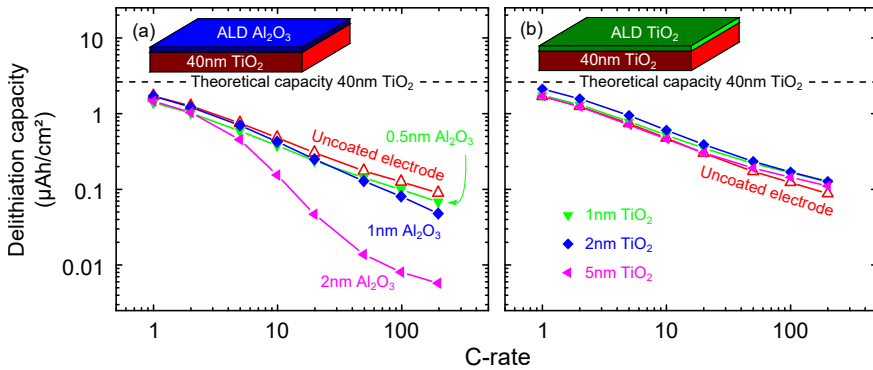 (a)
ALD Al₂O₃
40nm TiO₂
Theoretical capacity 40nm TiO₂
Uncoated electrode
0.5nm Al₂O₃
1nm Al₂O₃
2nm Al₂O₃
(b)
ALD TiO₂
40nm TiO₂
Theoretical capacity 40nm TiO₂
Uncoated electrode
1nm TiO₂
2nm TiO₂
5nm TiO₂
Delithiation capacity
(µAh/cm²)
10
1
0.1
0.01
1 10 100
1 10 100
C-rate